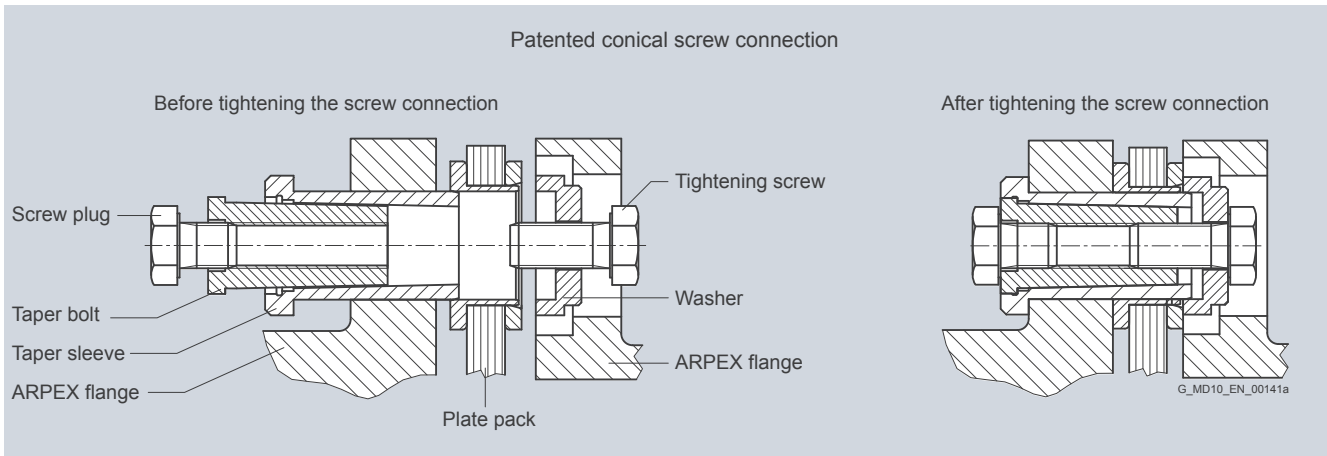 Patented conical screw connection
Before tightening the screw connection
After tightening the screw connection
Screw plug
Tightening screw
Taper bolt
Washer
Taper sleeve
ARPEX flange
ARPEX flange
Plate pack
G_MD10_EN_00141a